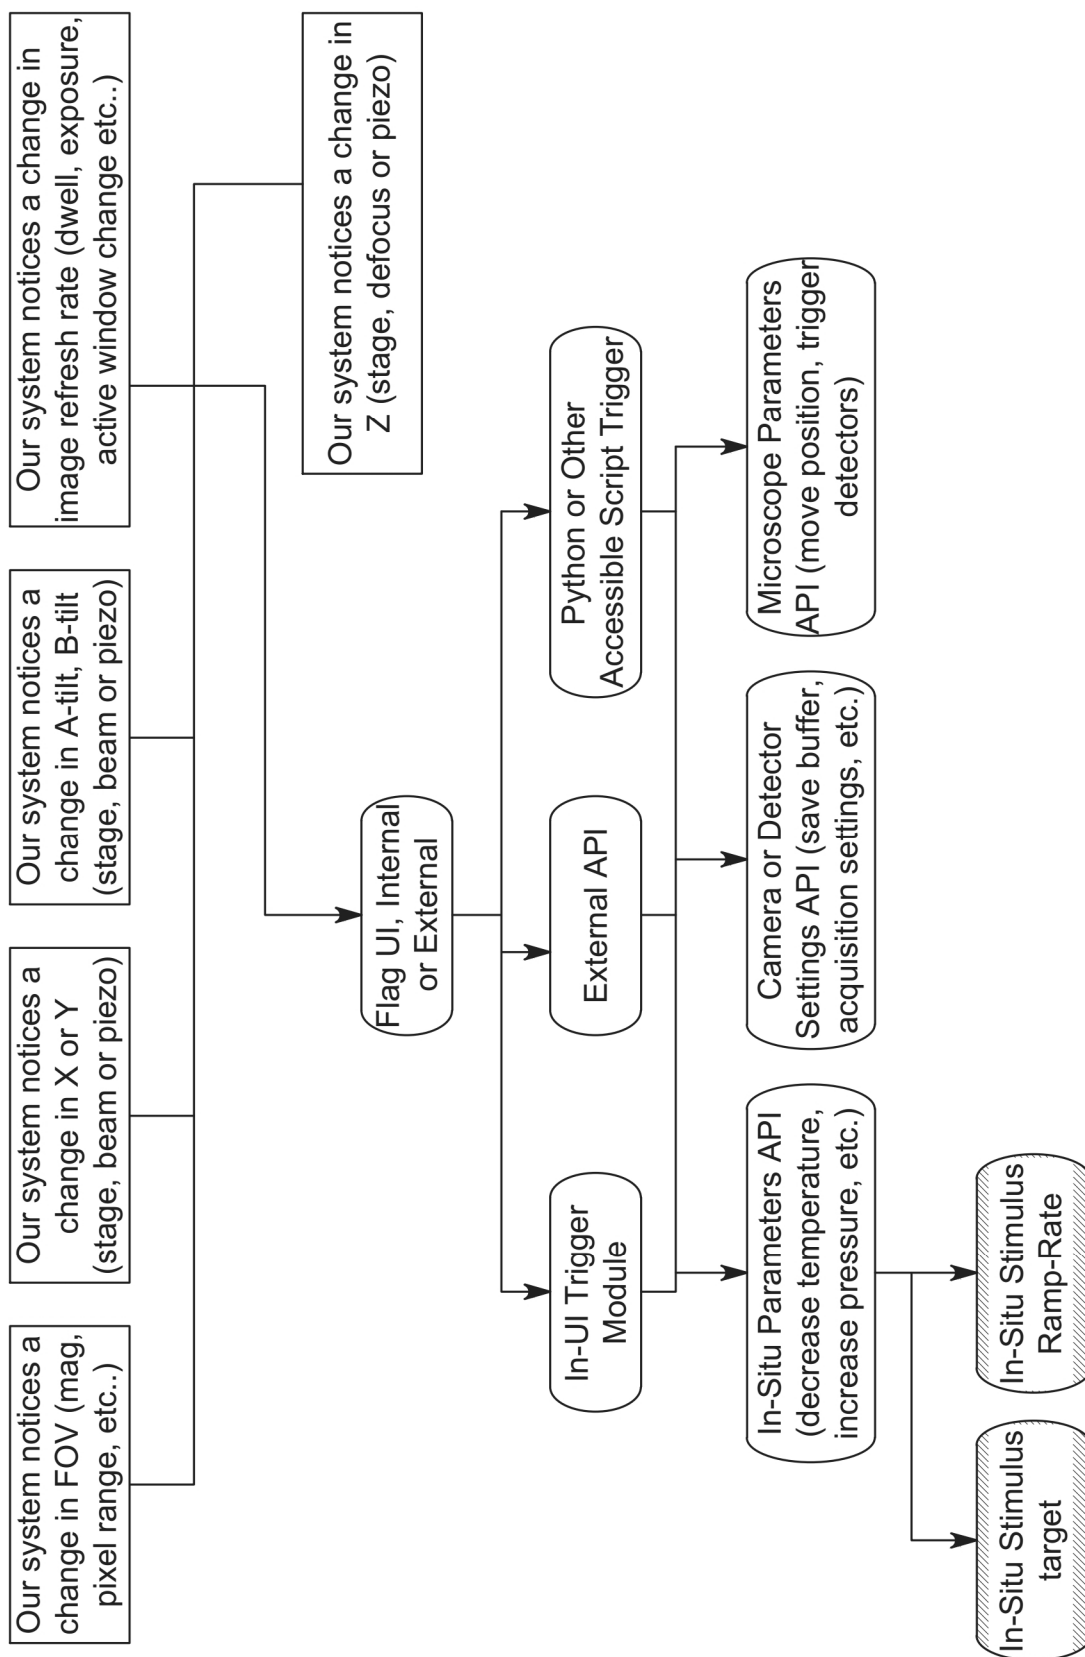 Our system notices a
change in FOV (mag,
pixel range, etc..)
Our system notices a
change in X or Y
(stage, beam or piezo)
Our system notices a
change in A-tilt, B-tilt
(stage, beam or piezo)
Our system notices a change in
image refresh rate (dwell, exposure,
active window change etc..)
Our system notices a change in
Z (stage, defocus or piezo)
Flag UI, Internal
or External
In-UI Trigger
Module
External API
Python or Other
Accessible Script Trigger
In-Situ Parameters API
(decrease temperature,
increase pressure, etc.)
Camera or Detector
Settings API (save buffer,
acquisition settings, etc.)
Microscope Parameters
API (move position, trigger
detectors)
In-Situ Stimulus
target
In-Situ Stimulus
Ramp-Rate